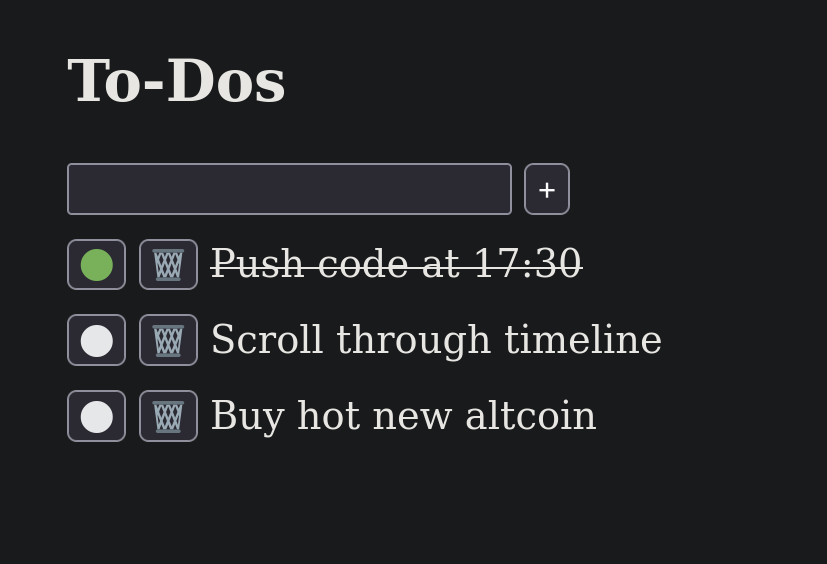 To-Dos
+
Push code at 17:30
Scroll through timeline
Buy hot new altcoin